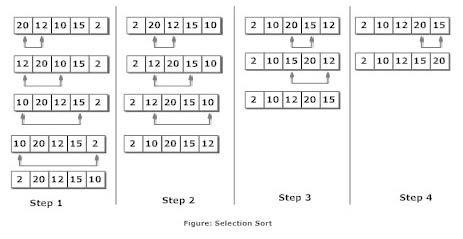 20 12 10 15 2
12 20 10 15 2
10 20 12 15 2
10 20 12 15 2
2 20 12 15 10
Step 1
2 20 12 15 10
2 12 20 15 10
2 12 20 15 10
2 10 20 15 12
Step 2
2 10 20 15 12
2 10 15 20 12
2 10 12 20 15
Step 3
2 10 12 20 15
2 10 12 15 20
Step 4
Figure: Selection Sort